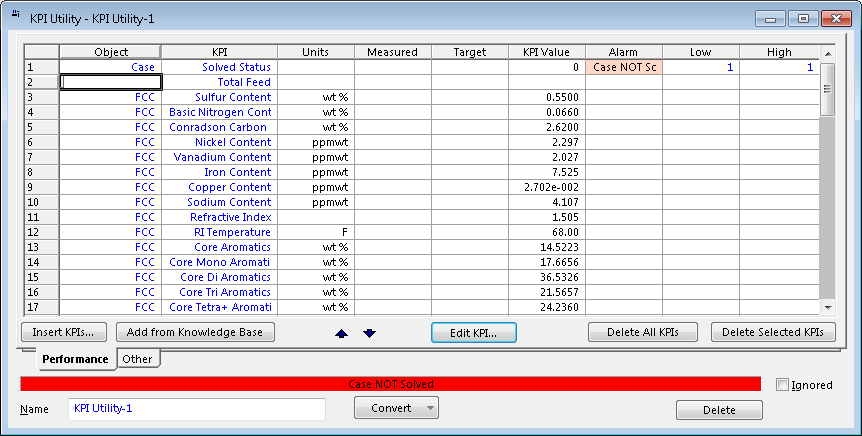 KPI Utility - KPI Utility-1
Object KPI Units Measured Target KPI Value Alarm Low High
1 Case Solved Status 0 Case NOT Sc 1 1
2 Total Feed
3 FCC Sulfur Content wt % 0.5500
4 FCC Basic Nitrogen Cont wt % 0.0660
5 FCC Conradson Carbon wt % 2.6200
6 FCC Nickel Content ppmwt 2.297
7 FCC Vanadium Content ppmwt 2.027
8 FCC Iron Content ppmwt 7.525
9 FCC Copper Content ppmwt 2.702e-002
10 FCC Sodium Content ppmwt 4.107
11 FCC Refractive Index 1.505
12 FCC RI Temperature F 68.00
13 FCC Core Aromatics wt % 14.5223
14 FCC Core Mono Aromati wt % 17.6656
15 FCC Core Di Aromatics wt % 36.5326
16 FCC Core Tri Aromatics wt % 21.5657
17 FCC Core Tetra+ Aromati wt % 24.2360
Insert KPIs... Add from Knowledge Base Edit KPI... Delete All KPIs Delete Selected KPIs
Performance Other
Case NOT Solved Ignored
Name KPI Utility-1 Convert Delete